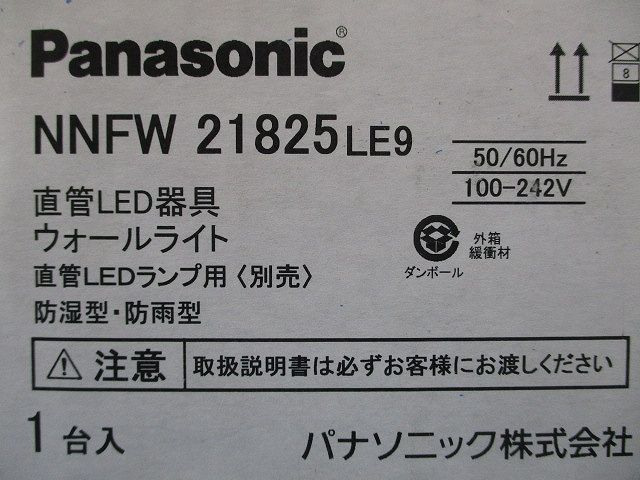 Panasonic®
NNFW 21825LE9
50/60Hz
100-242V
8
直管LED器具
ウォールライト
直管LEDランプ用〈別売〉
防湿型・防雨型
外箱
緩衝材
ダンボール
注意
取扱説明書は必ずお客様にお渡しください
1台入
パナソニック株式会社